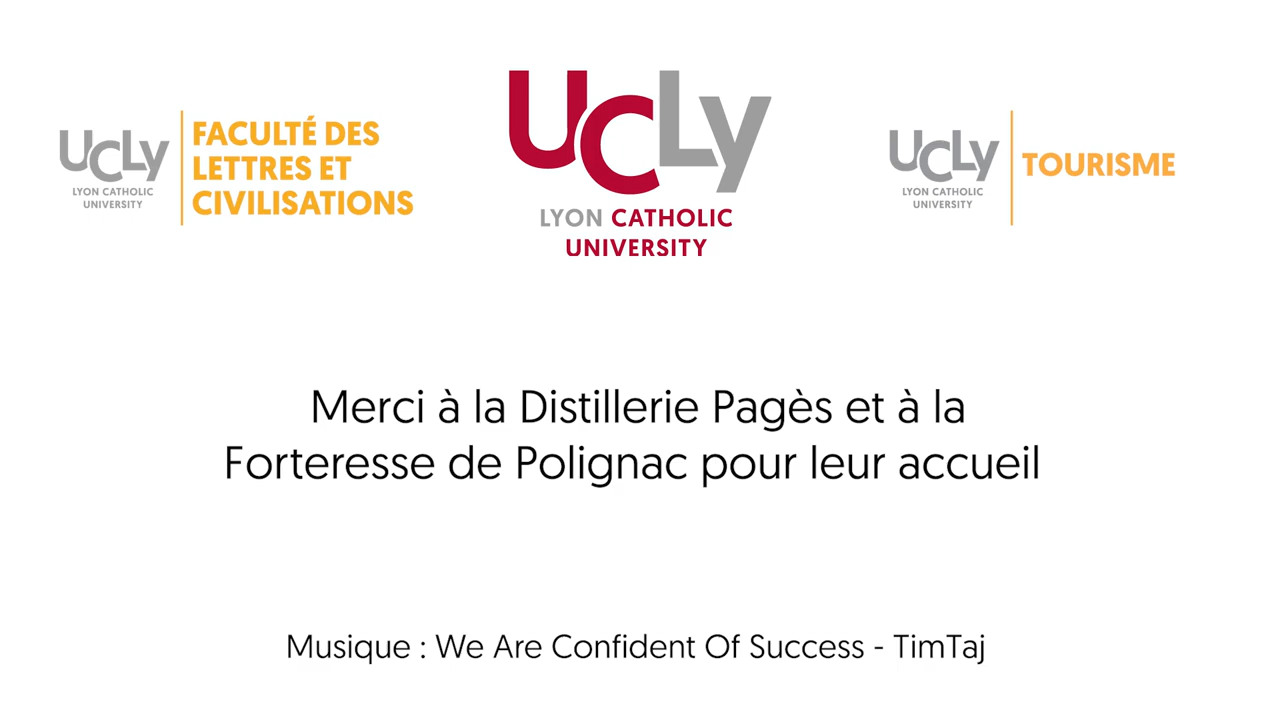 UCLy
LYON CATHOLIC
UNIVERSITY
FACULTÉ DES
LETTRES ET
CIVILISATIONS
UCLy
LYON CATHOLIC
UNIVERSITY
UCLy
LYON CATHOLIC
UNIVERSITY
TOURISME
Merci à la Distillerie Pagès et à la
Forteresse de Polignac pour leur accueil
Musique : We Are Confident Of Success - TimTaj